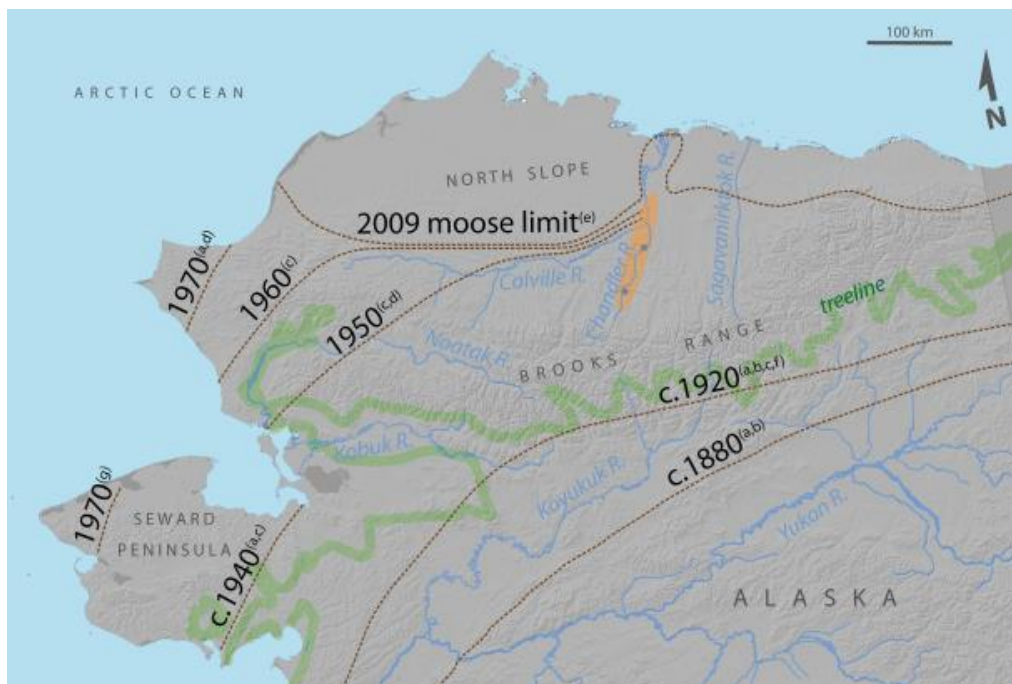 100 km
ARCTIC OCEAN
N
NORTH SLOPE
2009 moose limit(e)
1970(a,d)
1960(c)
1950(c,d)
Colville R.
Chandler R.
Sagavanirktok R.
treeline
Noatak R.
BROOKS RANGE
c.1920(a,b,c,f)
Kobuk R.
c.1880(a,b)
Koyukuk R.
1970(g)
SEWARD
PENINSULA
c.1940(a,c)
Yukon R.
ALASKA